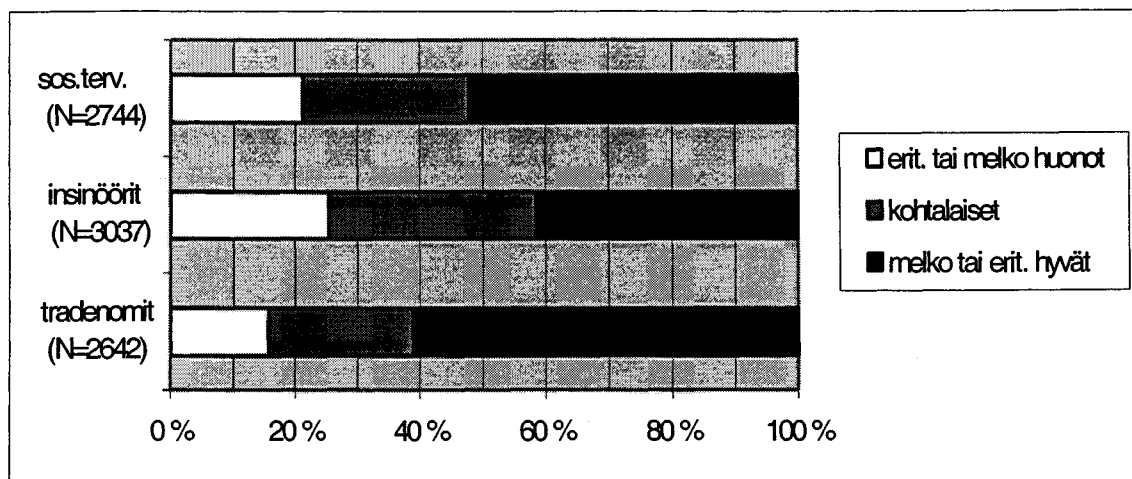 sos.terv.
(N=2744)
insinöörit
(N=3037)
tradenomit
(N=2642)
0 %
20 %
40 %
60 %
80 %
100 %
erit. tai melko huonot
kohtalaiset
melko tai erit. hyvät